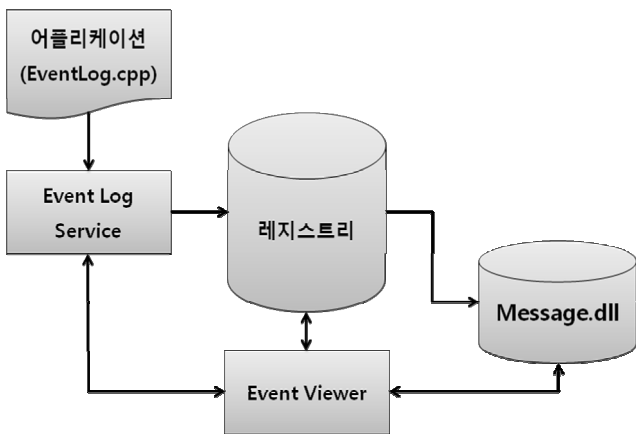 어플리케이션
(EventLog.cpp)
Event Log
Service
레지스트리
Message.dll
Event Viewer